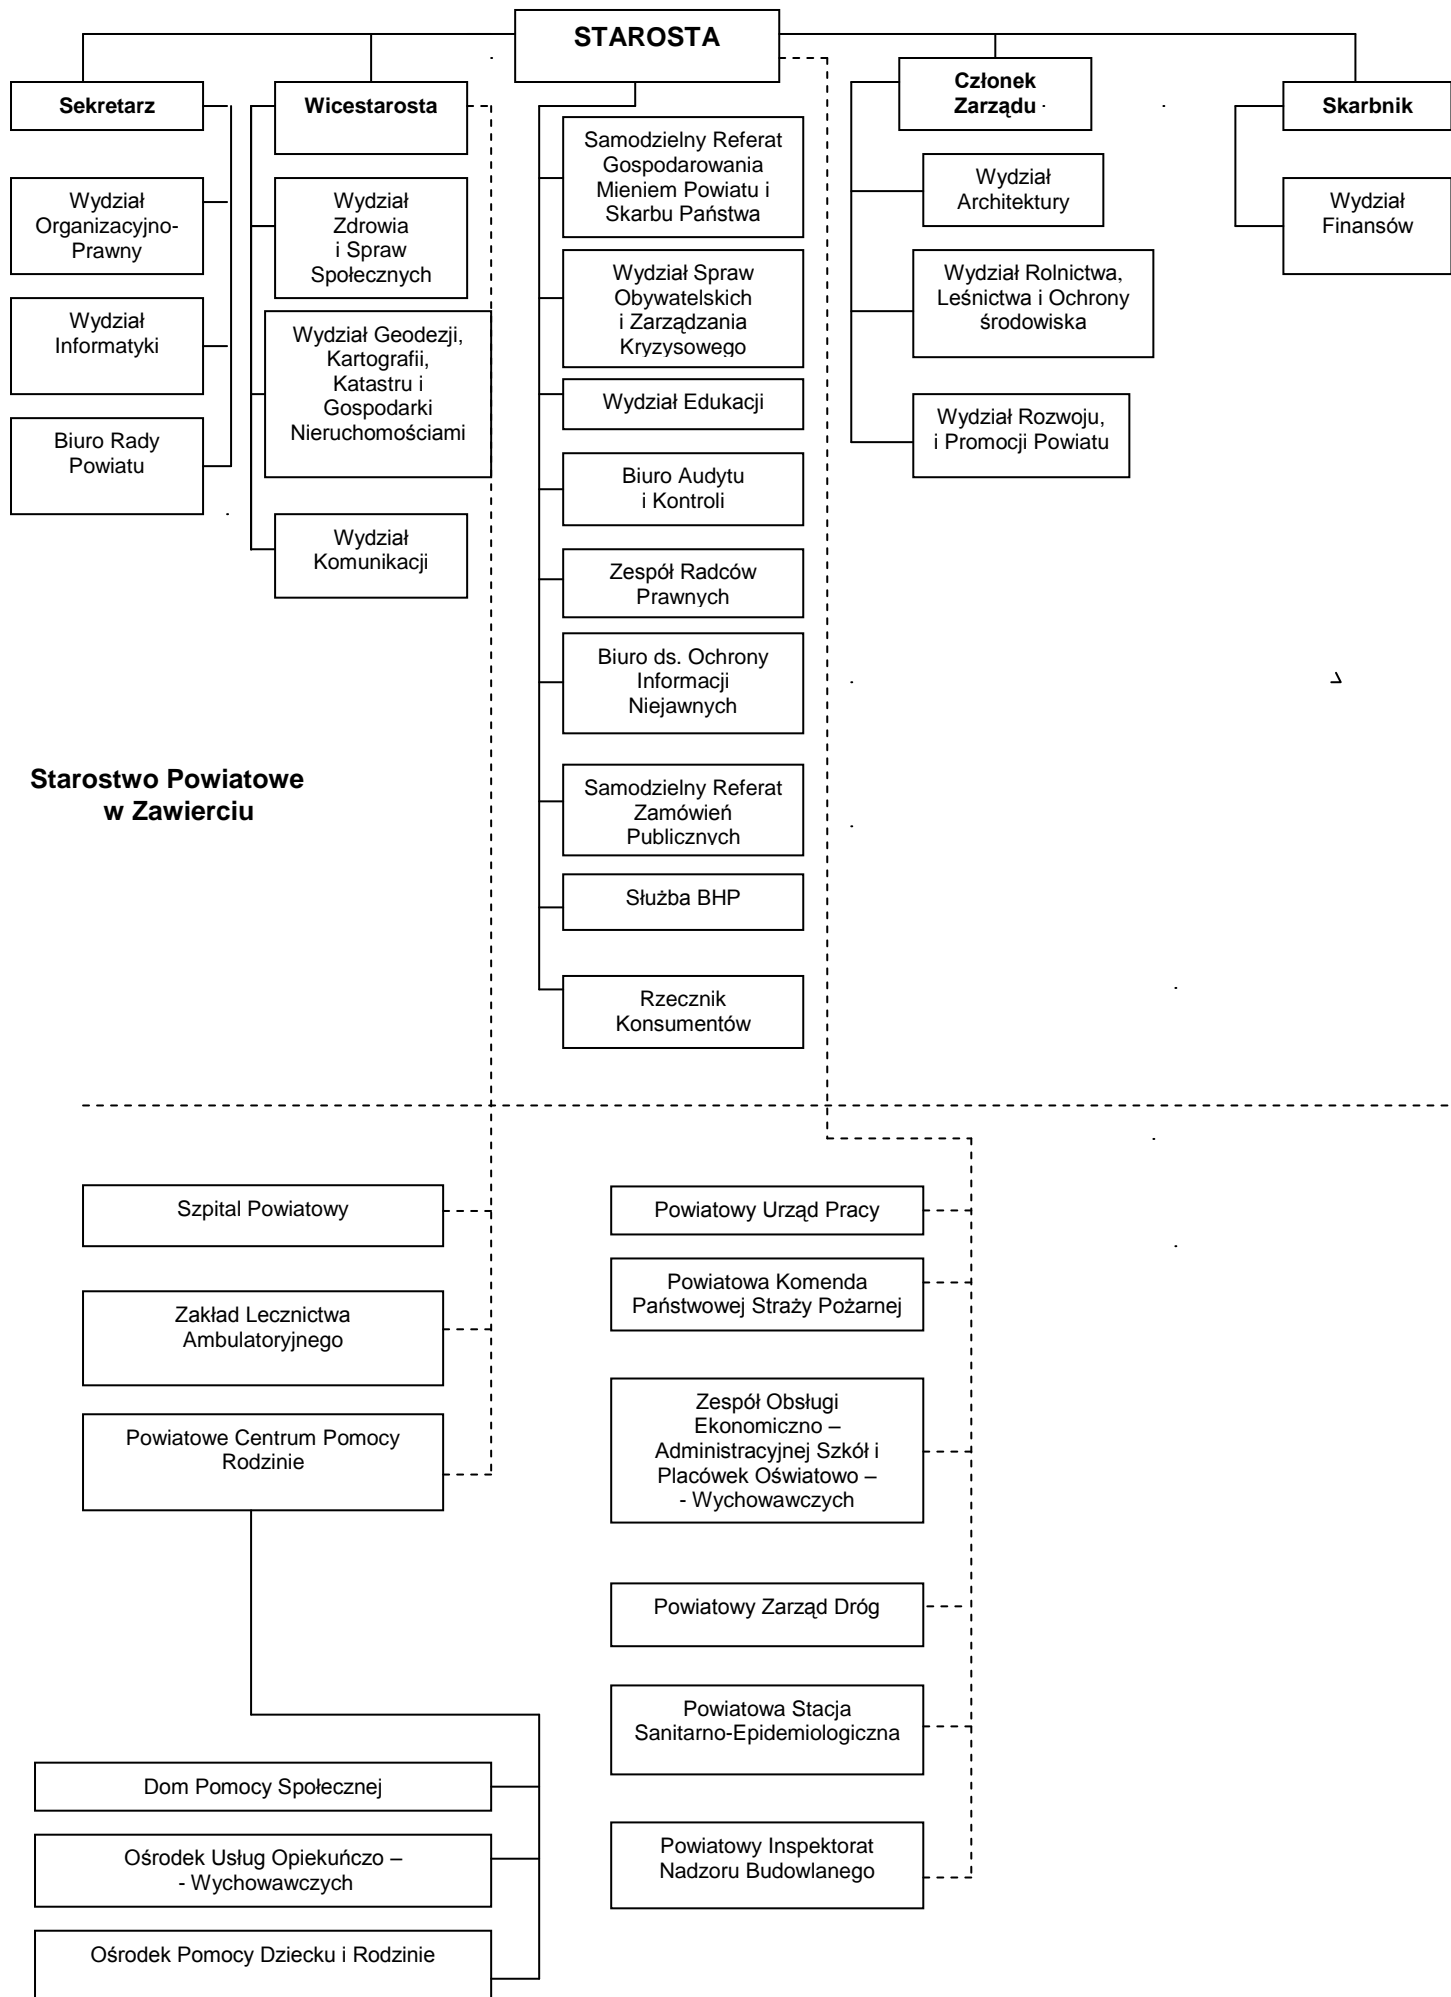 STAROSTA
Sekretarz
Wydział
Organizacyjno-
Prawny
Wydział
Informatyki
Biuro Rady
Powiatu
Wicestarosta
Wydział
Zdrowia
i Spraw
Społecznych
Wydział Geodezji,
Kartografii,
Katastru i
Gospodarki
Nieruchomościami
Wydział
Komunikacji
Samodzielny Referat
Gospodarowania
Mieniem Powiatu i
Skarbu Państwa
Wydział Spraw
Obywatelskich
i Zarządzania
Kryzysowego
Wydział Edukacji
Biuro Audytu
i Kontroli
Zespół Radców
Prawnych
Biuro ds. Ochrony
Informacji
Niejawnych
Samodzielny Referat
Zamówień
Publicznych
Służba BHP
Rzecznik
Konsumentów
Członek
Zarządu
Wydział
Architektury
Wydział Rolnictwa,
Leśnictwa i Ochrony
środowiska
Wydział Rozwoju,
i Promocji Powiatu
Skarbnik
Wydział
Finansów
Starostwo Powiatowe
w Zawierciu
Szpital Powiatowy
Zakład Lecznictwa
Ambulatoryjnego
Powiatowe Centrum Pomocy
Rodzinie
Dom Pomocy Społecznej
Ośrodek Usług Opiekuńczo –
- Wychowawczych
Ośrodek Pomocy Dziecku i Rodzinie
Powiatowy Urząd Pracy
Powiatowa Komenda
Państwowej Straży Pożarnej
Zespół Obsługi
Ekonomiczno –
Administracyjnej Szkół i
Placówek Oświatowo –
- Wychowawczych
Powiatowy Zarząd Dróg
Powiatowa Stacja
Sanitarno-Epidemiologiczna
Powiatowy Inspektorat
Nadzoru Budowlanego